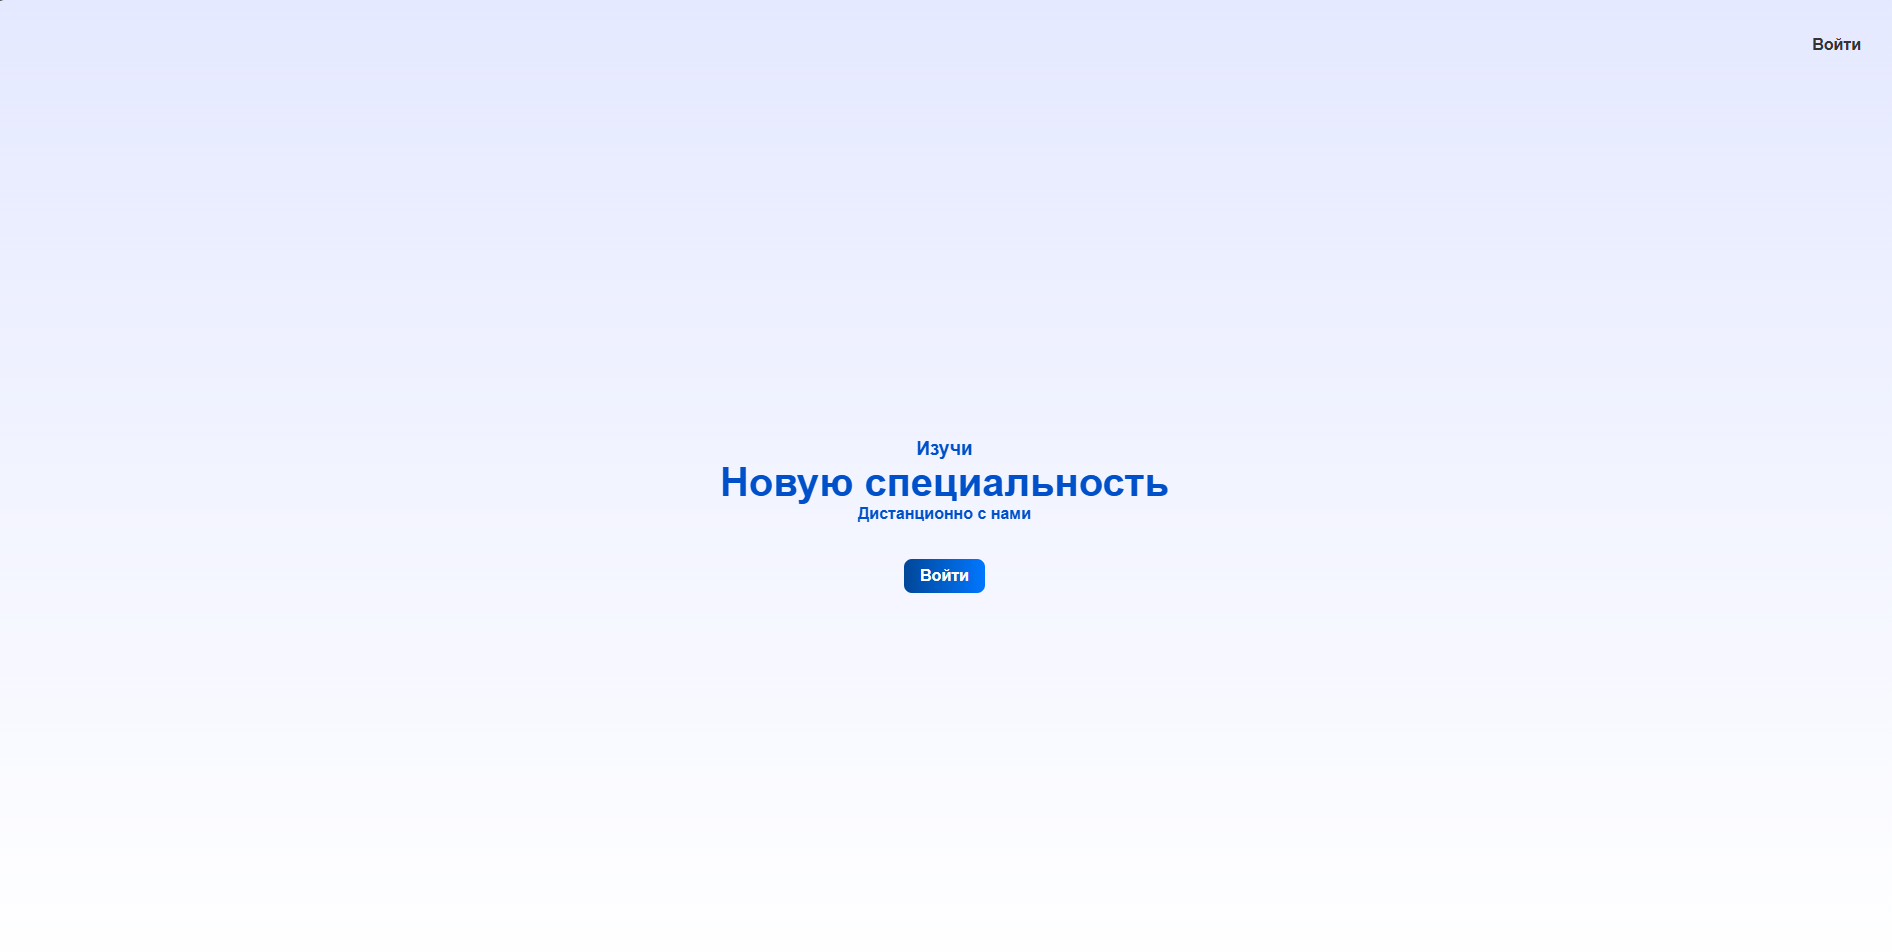 Войти
Изучи
Новую специальность
Дистанционно с нами
Войти